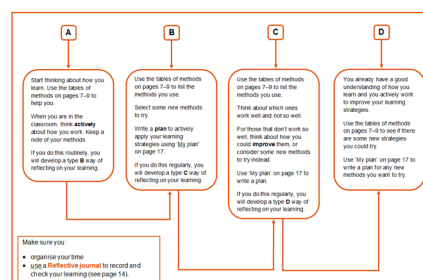 A
B
C
D
Start thinking about how you
learn. Use the tables of
methods on pages 7–9 to
help you.
When you are in the
classroom, think actively
about how you work. Keep a
note of your methods.
If you do this routinely, you
will develop a type B way of
reflecting on your learning.
Use the tables of methods
on pages 7–9 to list the
methods you use.
Select some new methods
to try.
Write a plan to actively
apply your learning
strategies using 'My plan'
on page 17.
If you do this regularly, you
will develop a type C way of
reflecting on your learning.
Use the tables of methods
on pages 7–9 to list the
methods you use.
Think about which ones
work well and not so well.
For those that don't work so
well, think about how you
could improve them, or
consider some new methods
to try instead.
Use 'My plan' on page 17 to
write a plan.
If you do this regularly, you
will develop a type D way of
reflecting on your learning.
You already have a good
understanding of how you
learn and you actively work
to improve your learning
strategies.
Use the tables of methods
on pages 7–9 to see if there
are some new strategies
you could try.
Use 'My plan' on page 17 to
write a plan for any new
methods you want to try.
Make sure you:
• organise your time
• use a Reflective journal to record and
check your learning (see page 14).